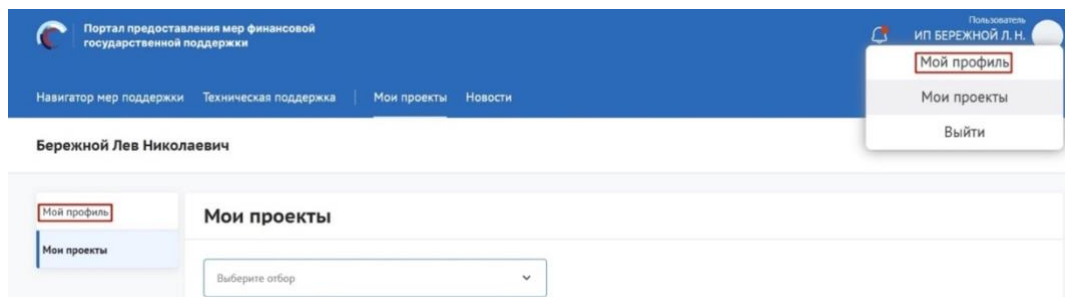 Портал предоставления мер финансовой
государственной поддержки
Пользователь
ИП БЕРЕЖНОЙ Л. Н.
Мой профиль
Мои проекты
Выйти
Навигатор мер поддержки Техническая поддержка Мои проекты Новости
Бережной Лев Николаевич
Мой профиль
Мои проекты
Мои проекты
Выберите отбор